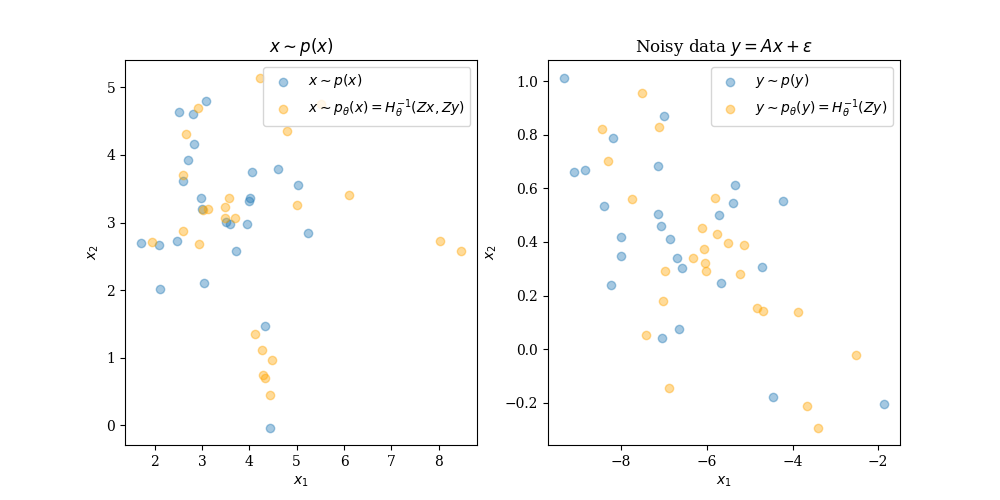 x ~ p(x)
x ~ p(x)
x ~ p_θ(x) = H_θ^{-1}(Zx, Zy)
5
4
3
2
1
0
x_2
2 3 4 5 6 7 8
x_1
Noisy data y = Ax + ε
y ~ p(y)
y ~ p_θ(y) = H_θ^{-1}(Zy)
1.0
0.8
0.6
0.4
0.2
0.0
−0.2
x_2
−8 −6 −4 −2
x_1